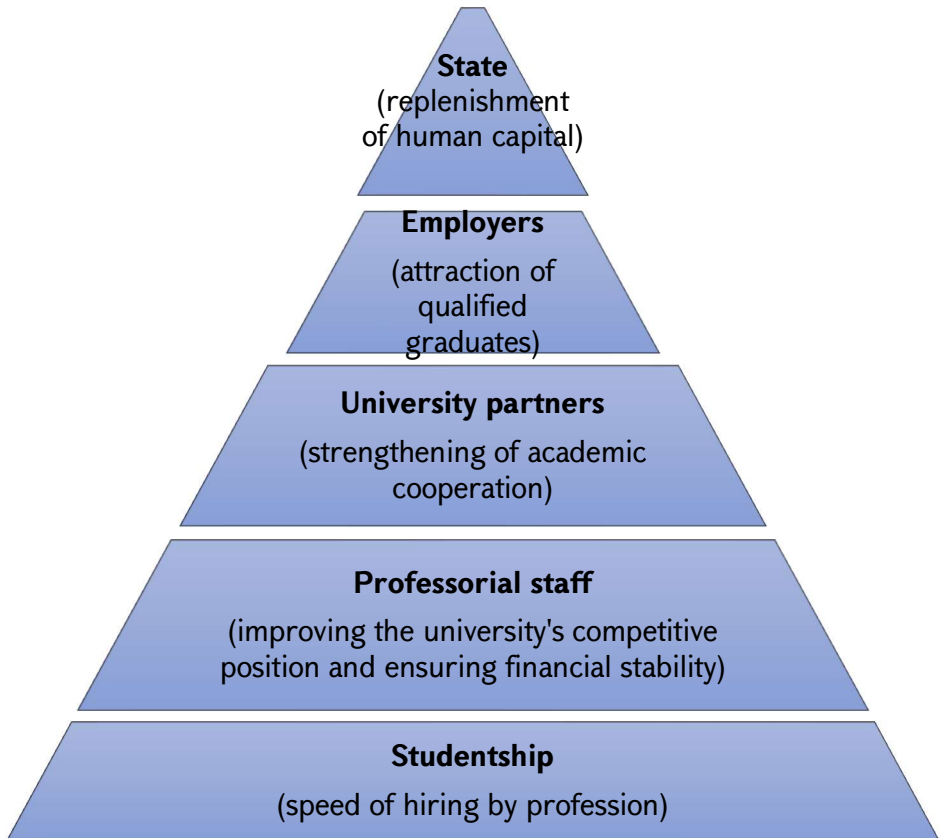 State
(replenishment
of human capital)
Employers
(attraction of
qualified
graduates)
University partners
(strengthening of academic
cooperation)
Professorial staff
(improving the university's competitive
position and ensuring financial stability)
Studentship
(speed of hiring by profession)